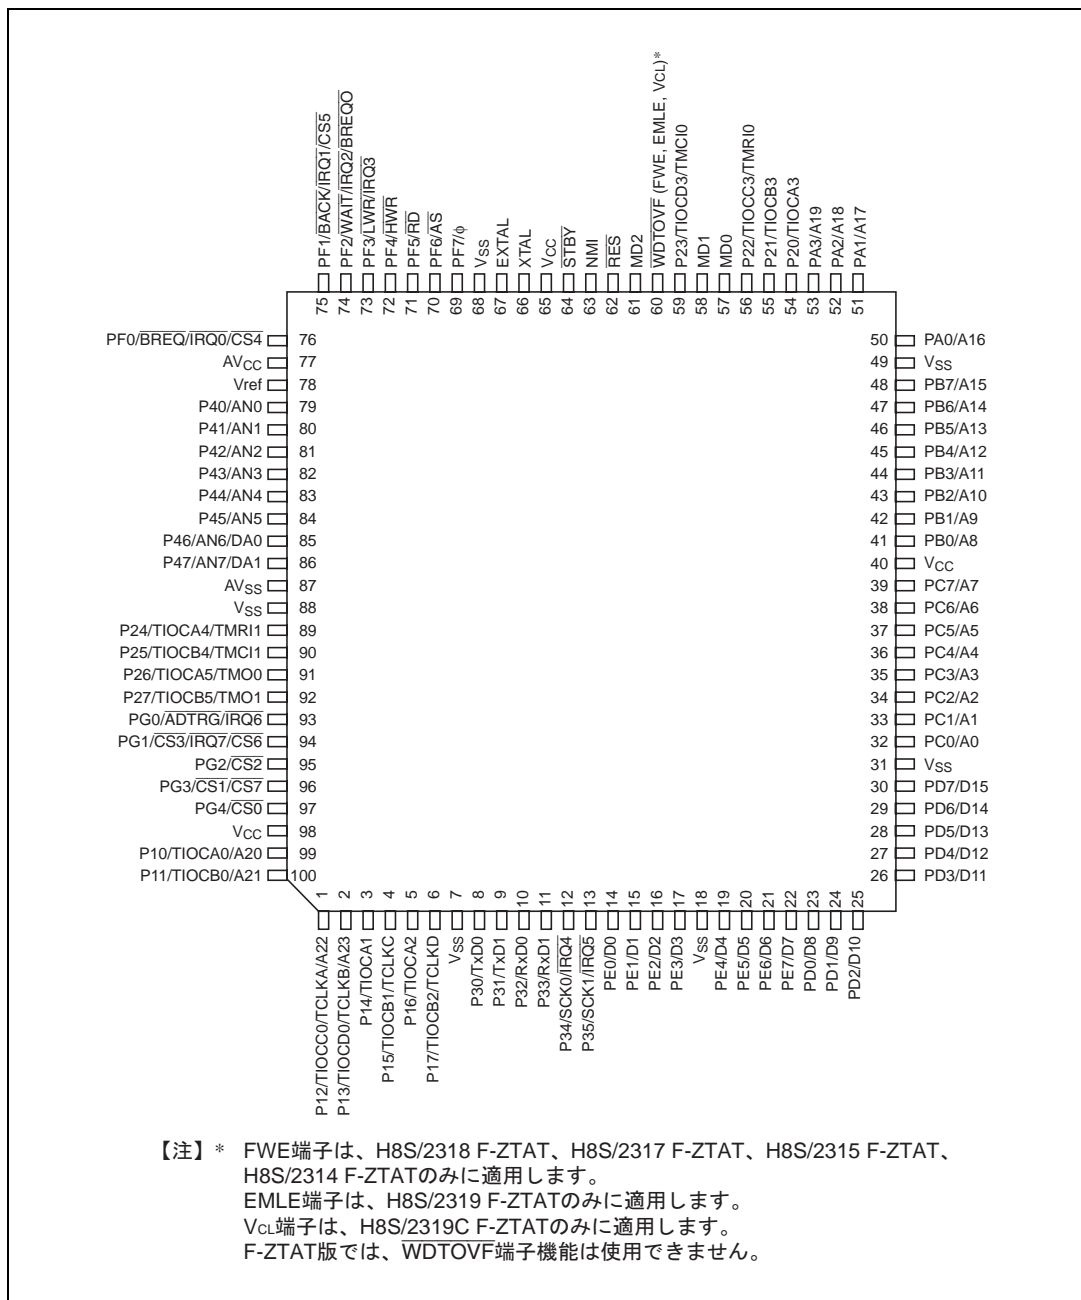 PF1/BACK/IRQ1/CS5
PF2/WAIT/IRQ2/BREQO
PF3/LWR/IRQ3
PF4/HWR
PF5/RD
PF6/AS
PF7/φ
VSS
EXTAL
XTAL
VCC
STBY
NMI
RES
MD2
WDTOVF (FWE, EMLE, VCL)*
P23/TIOCD3/TMCI0
MD1
MD0
P22/TIOCC3/TMRI0
P21/TIOCB3
P20/TIOCA3
PA3/A19
PA2/A18
PA1/A17
75 74 73 72 71 70 69 68 67 66 65 64 63 62 61 60 59 58 57 56 55 54 53 52 51
PF0/BREQ/IRQ0/CS4 76
AVCC 77
Vref 78
P40/AN0 79
P41/AN1 80
P42/AN2 81
P43/AN3 82
P44/AN4 83
P45/AN5 84
P46/AN6/DA0 85
P47/AN7/DA1 86
AVSS 87
VSS 88
P24/TIOCA4/TMRI1 89
P25/TIOCB4/TMCI1 90
P26/TIOCA5/TMO0 91
P27/TIOCB5/TMO1 92
PG0/ADTRG/IRQ6 93
PG1/CS3/IRQ7/CS6 94
PG2/CS2 95
PG3/CS1/CS7 96
PG4/CS0 97
VCC 98
P10/TIOCA0/A20 99
P11/TIOCB0/A21 100
50 PA0/A16
49 VSS
48 PB7/A15
47 PB6/A14
46 PB5/A13
45 PB4/A12
44 PB3/A11
43 PB2/A10
42 PB1/A9
41 PB0/A8
40 VCC
39 PC7/A7
38 PC6/A6
37 PC5/A5
36 PC4/A4
35 PC3/A3
34 PC2/A2
33 PC1/A1
32 PC0/A0
31 VSS
30 PD7/D15
29 PD6/D14
28 PD5/D13
27 PD4/D12
26 PD3/D11
1 2 3 4 5 6 7 8 9 10 11 12 13 14 15 16 17 18 19 20 21 22 23 24 25
P12/TIOCC0/TCLKA/A22
P13/TIOCD0/TCLKB/A23
P14/TIOCA1
P15/TIOCB1/TCLKC
P16/TIOCA2
P17/TIOCB2/TCLKD
VSS
P30/TxD0
P31/TxD1
P32/RxD0
P33/RxD1
P34/SCK0/IRQ4
P35/SCK1/IRQ5
PE0/D0
PE1/D1
PE2/D2
PE3/D3
VSS
PE4/D4
PE5/D5
PE6/D6
PE7/D7
PD0/D8
PD1/D9
PD2/D10
【注】* FWE端子は、H8S/2318 F-ZTAT、H8S/2317 F-ZTAT、H8S/2315 F-ZTAT、
H8S/2314 F-ZTATのみに適用します。
EMLE端子は、H8S/2319 F-ZTATのみに適用します。
VCL端子は、H8S/2319C F-ZTATのみに適用します。
F-ZTAT版では、WDTOVF端子機能は使用できません。